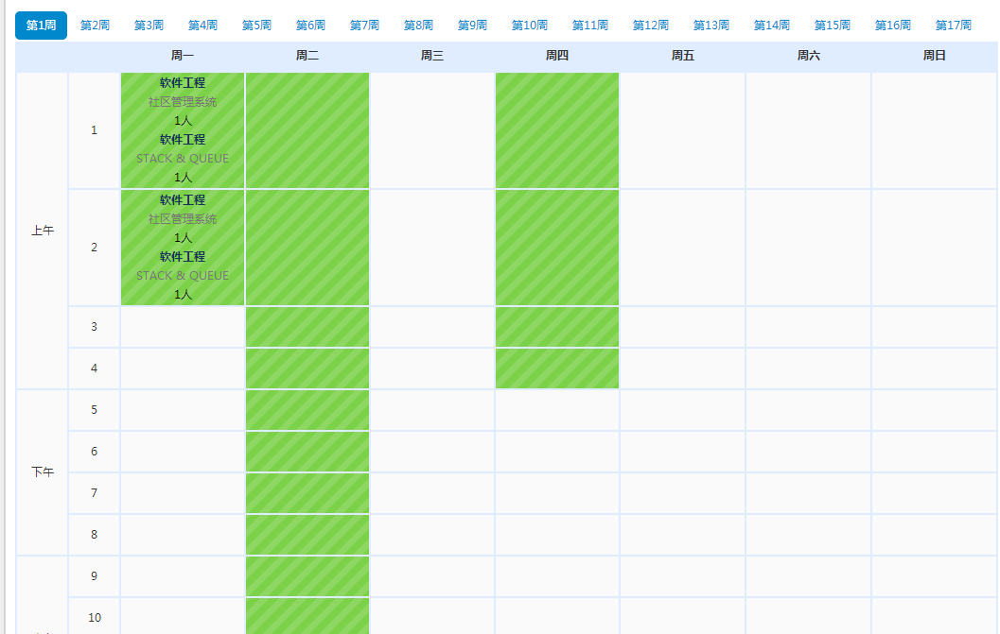 第1周 第2周 第3周 第4周 第5周 第6周 第7周 第8周 第9周 第10周 第11周 第12周 第13周 第14周 第15周 第16周 第17周
周一 周二 周三 周四 周五 周六 周日
上午
1
软件工程
社区管理系统
1人
软件工程
STACK & QUEUE
1人
2
软件工程
社区管理系统
1人
软件工程
STACK & QUEUE
1人
3
4
下午
5
6
7
8
9
10